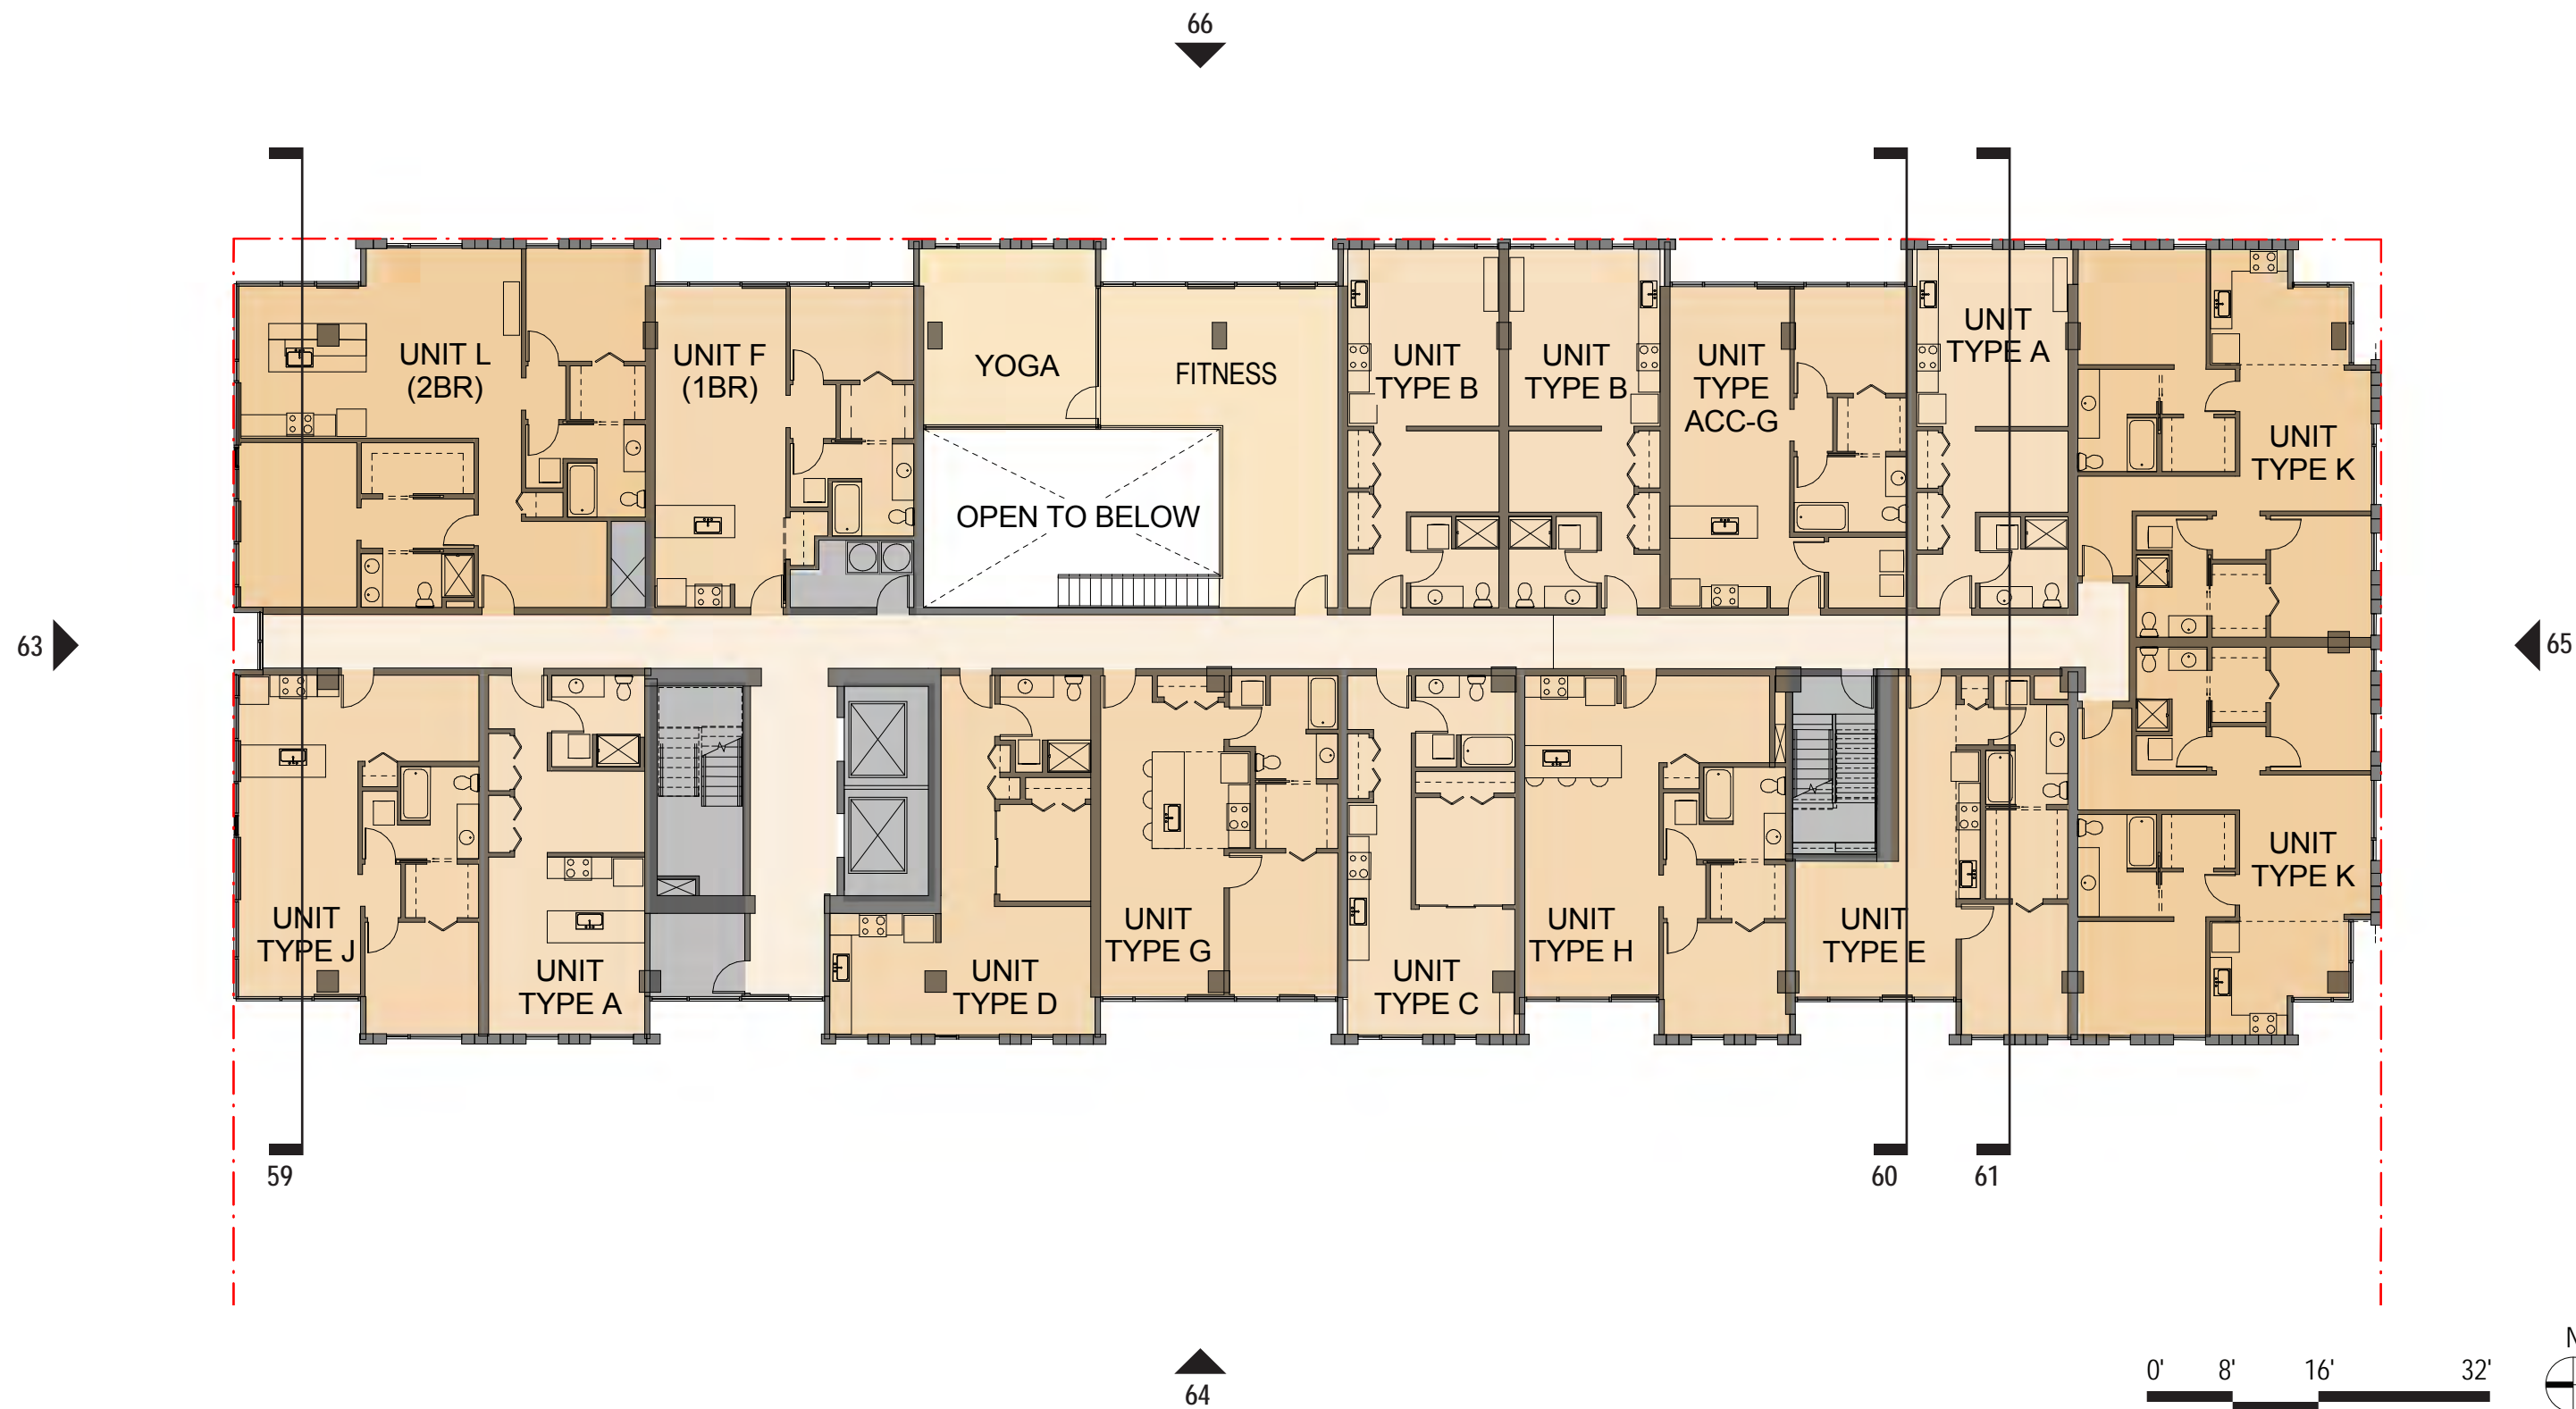 66
UNIT L
(2BR)
UNIT F
(1BR)
YOGA
FITNESS
OPEN TO BELOW
UNIT
TYPE B
UNIT
TYPE B
UNIT
TYPE
ACC-G
UNIT
TYPE A
UNIT
TYPE K
63
65
UNIT
TYPE J
UNIT
TYPE A
UNIT
TYPE D
UNIT
TYPE G
UNIT
TYPE C
UNIT
TYPE H
UNIT
TYPE E
UNIT
TYPE K
59
60
61
64
0'
8'
16'
32'
N